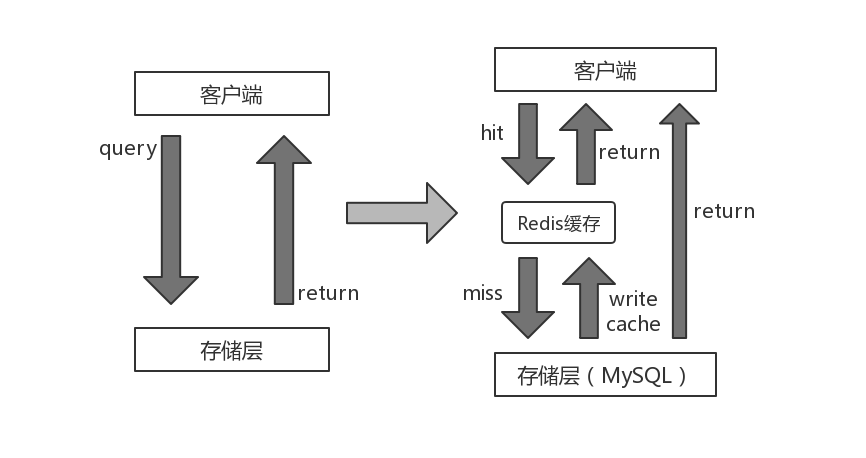 客户端
query
return
存储层
客户端
hit
return
Redis缓存
return
miss
write
cache
存储层（MySQL）